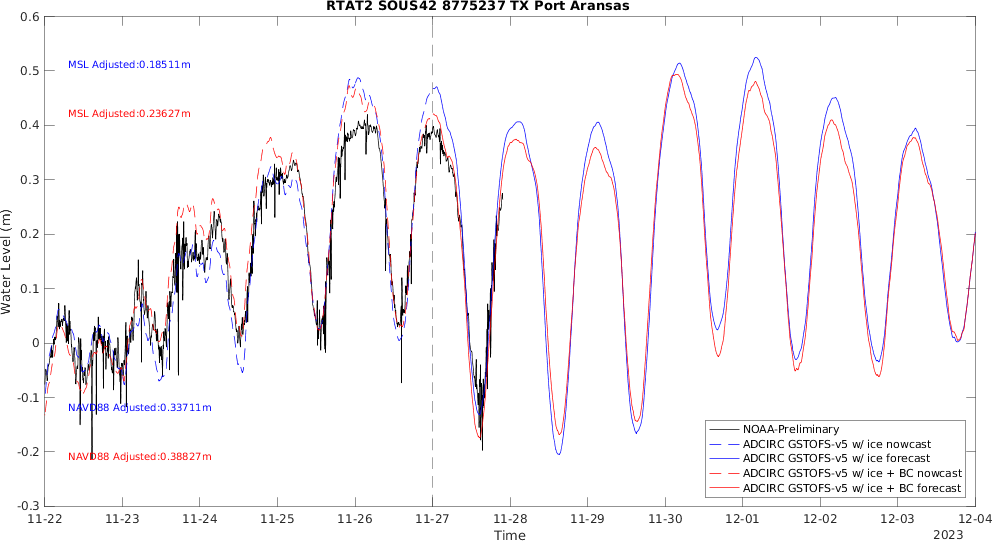 RTAT2 SOUS42 8775237 TX Port Aransas
Water Level (m)
0.6
0.5
0.4
0.3
0.2
0.1
0
-0.1
-0.2
-0.3
MSL Adjusted:0.18511m
MSL Adjusted:0.23627m
NAVD88 Adjusted:0.33711m
NAVD88 Adjusted:0.38827m
NOAA-Preliminary
ADCIRC GSTOFS-v5 w/ ice nowcast
ADCIRC GSTOFS-v5 w/ ice forecast
ADCIRC GSTOFS-v5 w/ ice + BC nowcast
ADCIRC GSTOFS-v5 w/ ice + BC forecast
11-22 11-23 11-24 11-25 11-26 11-27 11-28 11-29 11-30 12-01 12-02 12-03 12-04
Time
2023